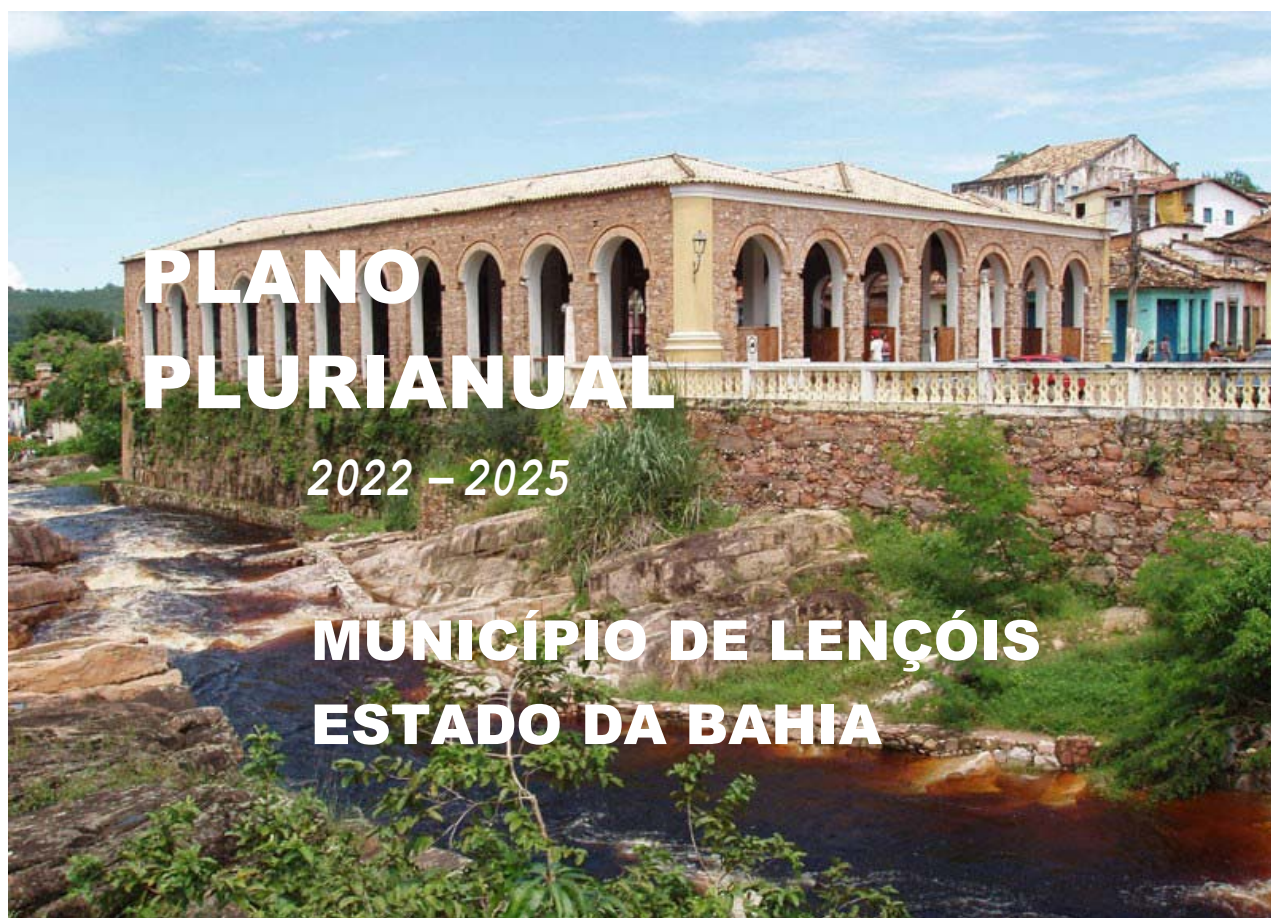 PLANO
PLURIANUAL
2022 – 2025
MUNICÍPIO DE LENÇÓIS
ESTADO DA BAHIA